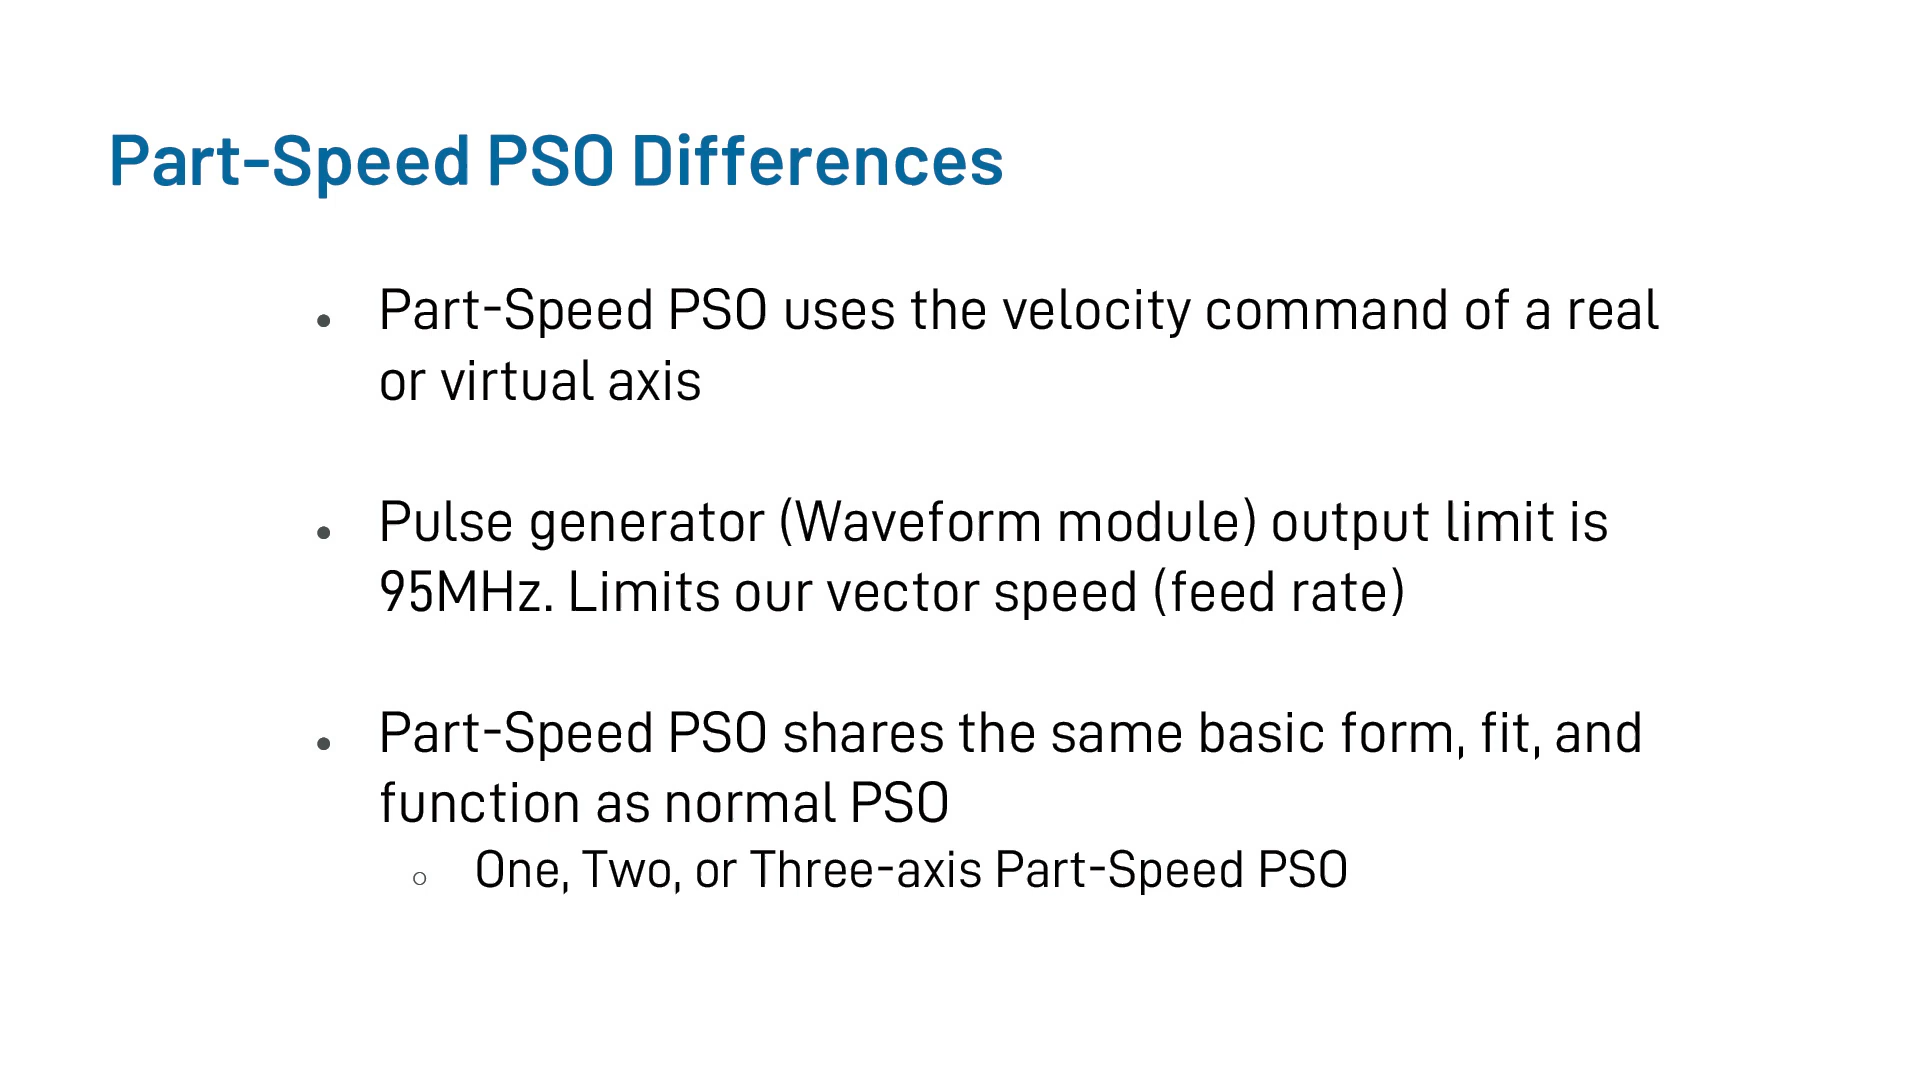 Part-Speed PSO Differences
● Part-Speed PSO uses the velocity command of a real
or virtual axis
● Pulse generator (Waveform module) output limit is
95MHz. Limits our vector speed (feed rate)
● Part-Speed PSO shares the same basic form, fit, and
function as normal PSO
○ One, Two, or Three-axis Part-Speed PSO